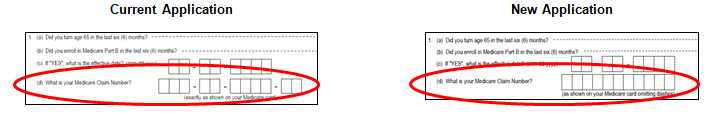 Current Application
1. (a) Did you turn age 65 in the last six (6) months?
(b) Did you enroll in Medicare Part B in the last six (6) months?
(c) If "YES", what is the effective date? (mm-dd-yyyy)
(d) What is your Medicare Claim Number?
(exactly as shown on your Medicare card)
New Application
1. (a) Did you turn age 65 in the last six (6) months?
(b) Did you enroll in Medicare Part B in the last six (6) months?
(c) If "YES", what is the effective date?
(d) What is your Medicare Claim Number?
(as shown on your Medicare card omitting dashes)